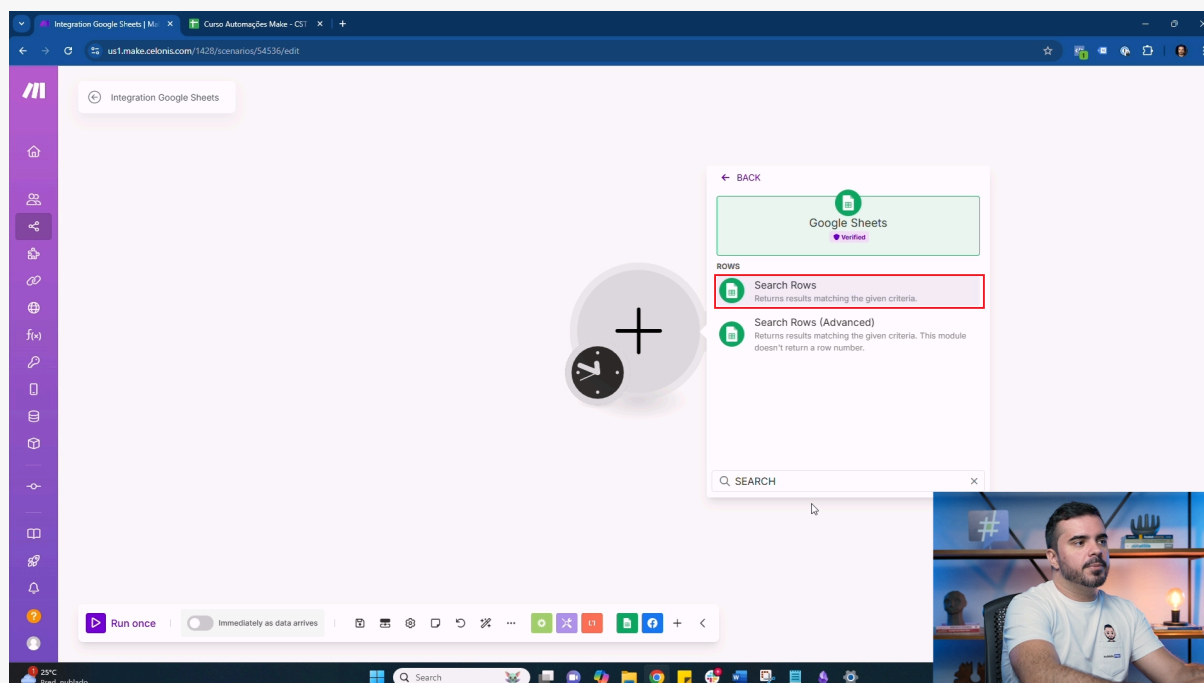 Integration Google Sheets | Ma
Curso Automações Make - CST
us1.make.celonis.com/1428/scenarios/54536/edit
Integration Google Sheets
BACK
Google Sheets
Verified
ROWS
Search Rows
Returns results matching the given criteria.
Search Rows (Advanced)
Returns results matching the given criteria. This module
doesn't return a row number.
SEARCH
Run once
Immediately as data arrives
25°C
Pred. nublado
Search